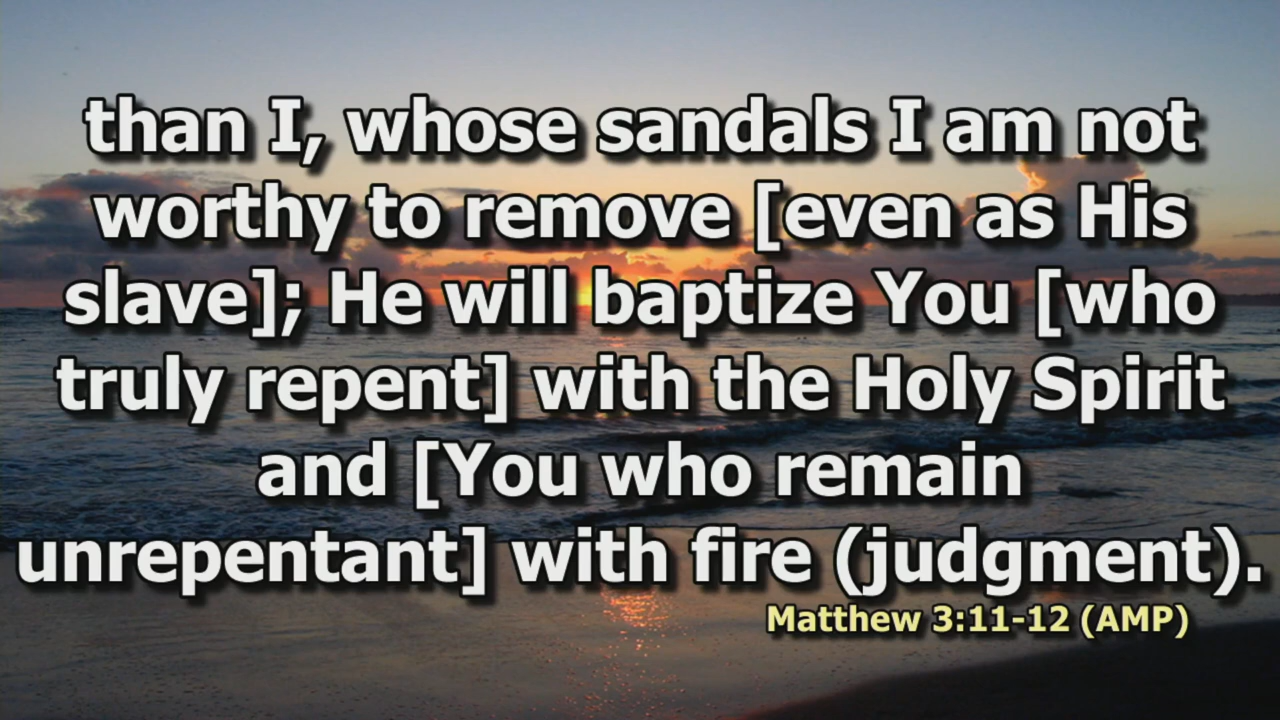 than I, whose sandals I am not
worthy to remove [even as His
slave]; He will baptize You [who
truly repent] with the Holy Spirit
and [You who remain
unrepentant] with fire (judgment).
Matthew 3:11-12 (AMP)